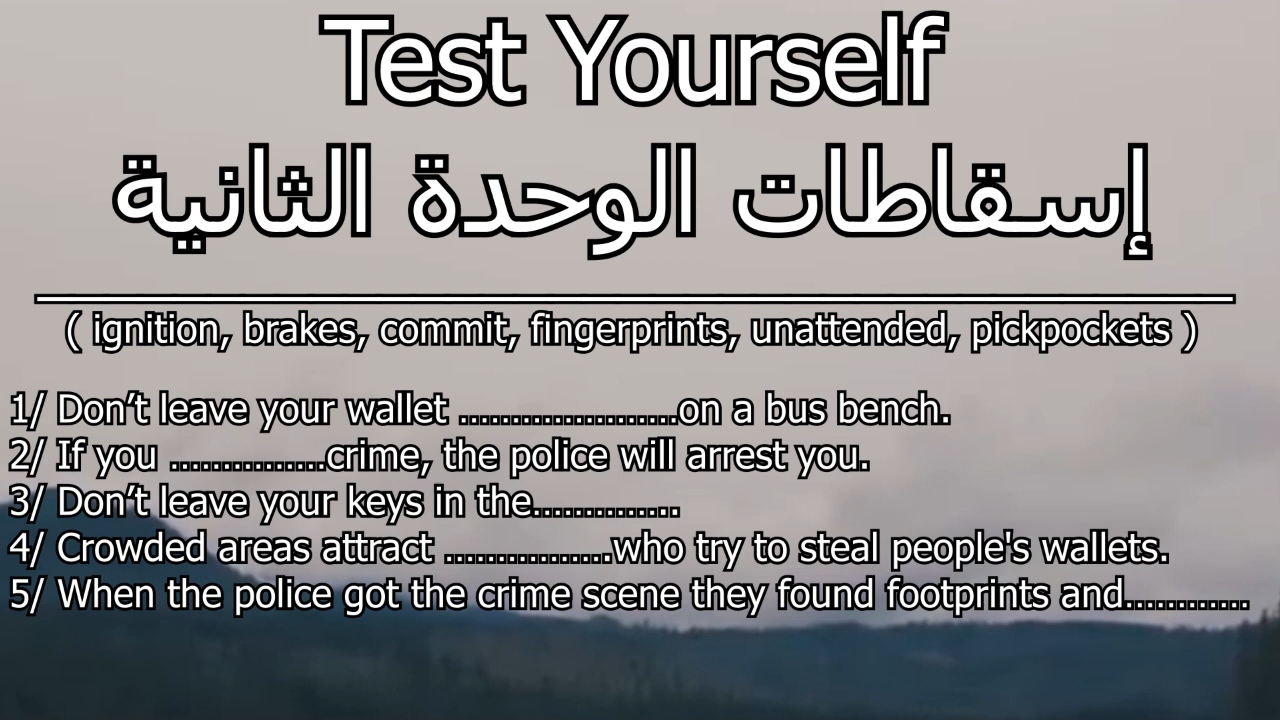 Test Yourself
إسقاطات الوحدة الثانية
( ignition, brakes, commit, fingerprints, unattended, pickpockets )
1/ Don’t leave your wallet .....................on a bus bench.
2/ If you ...............crime, the police will arrest you.
3/ Don’t leave your keys in the..............
4/ Crowded areas attract ................who try to steal people's wallets.
5/ When the police got the crime scene they found footprints and............